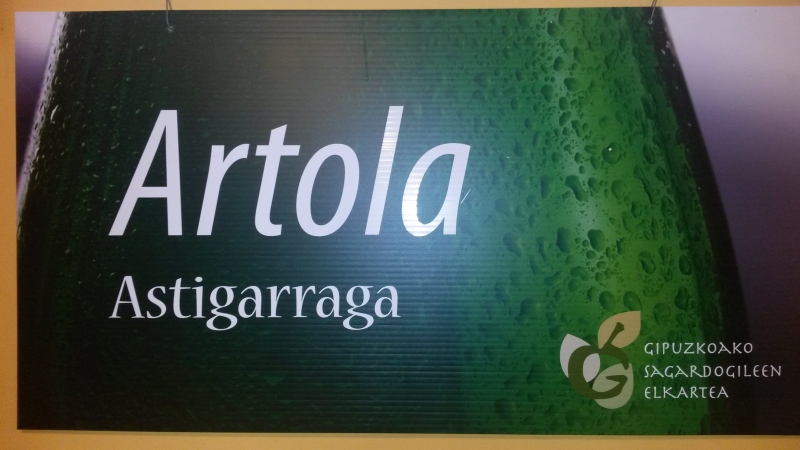 Artola
Astigarraga
GIPUZKOAKO
SAGARDOGILEEN
ELKARTEA